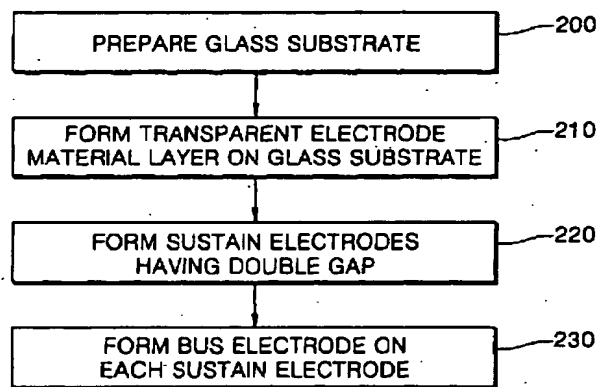 PREPARE GLASS SUBSTRATE
200
FORM TRANSPARENT ELECTRODE
MATERIAL LAYER ON GLASS SUBSTRATE
210
FORM SUSTAIN ELECTRODES
HAVING DOUBLE GAP
220
FORM BUS ELECTRODE ON
EACH SUSTAIN ELECTRODE
230